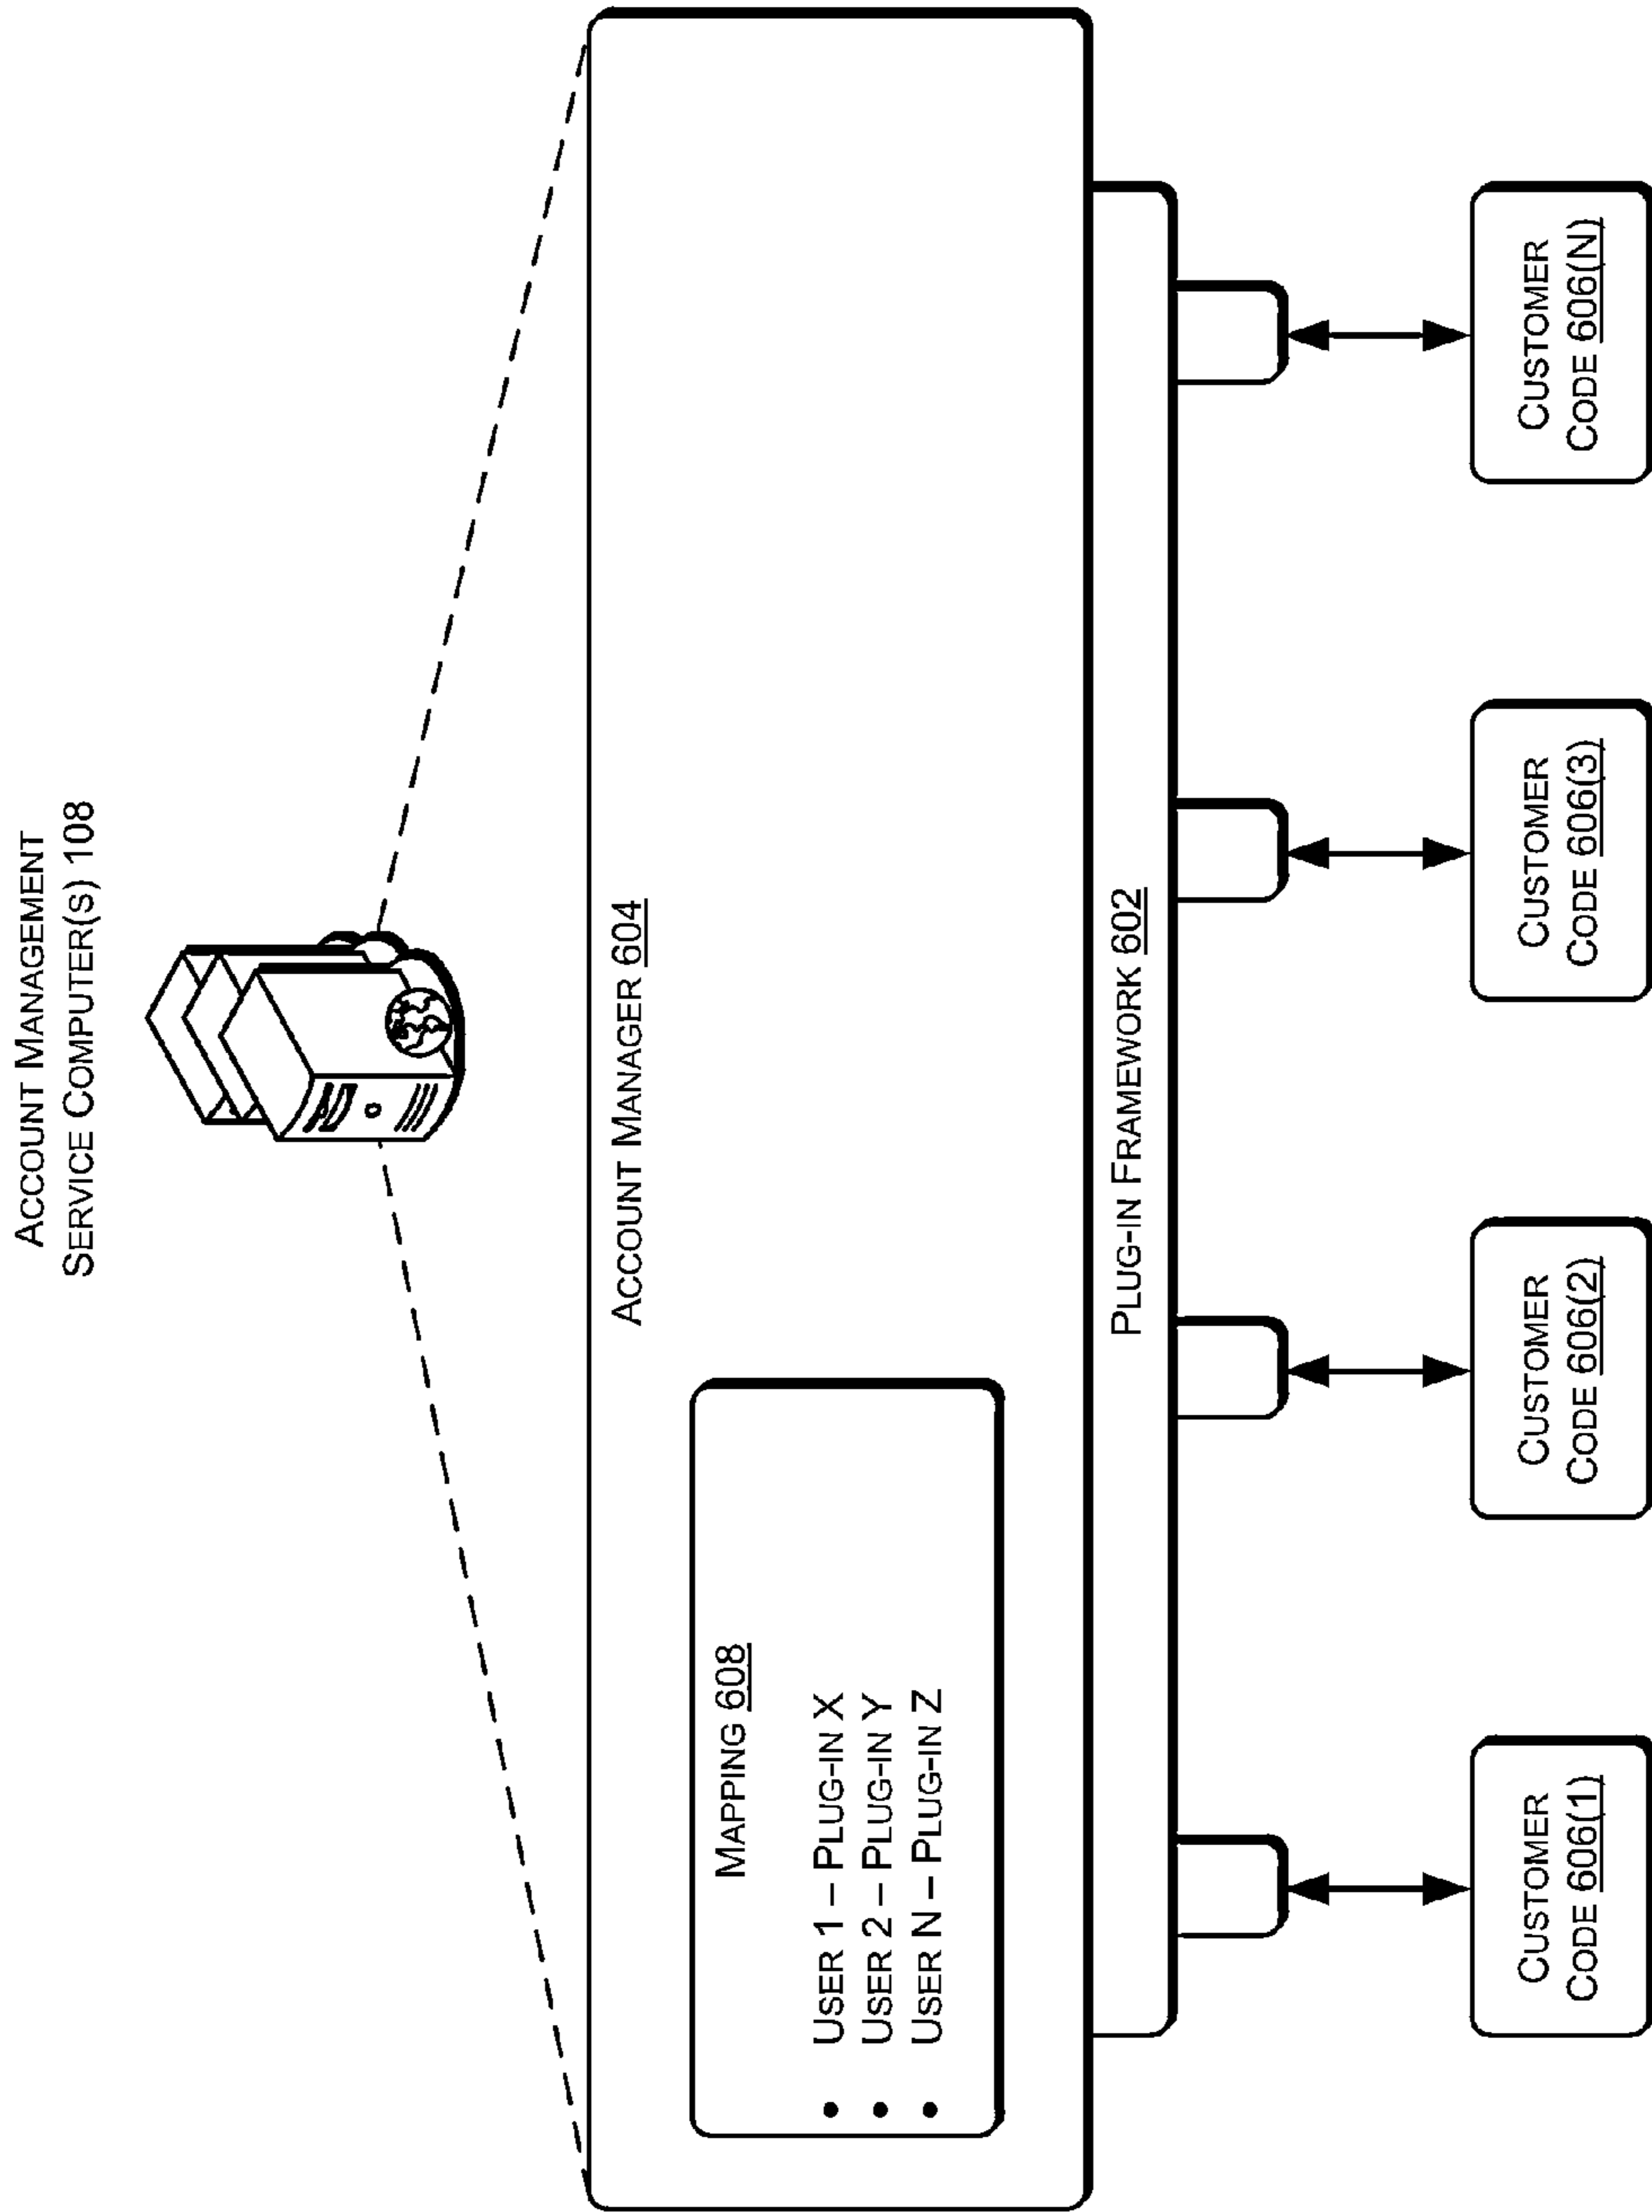 ACCOUNT MANAGEMENT
SERVICE COMPUTER(S) 108
ACCOUNT MANAGER 604
MAPPING 608
• USER 1 – PLUG-IN X
• USER 2 – PLUG-IN Y
• USER N – PLUG-IN Z
PLUG-IN FRAMEWORK 602
CUSTOMER
CODE 606(1)
CUSTOMER
CODE 606(2)
CUSTOMER
CODE 606(3)
CUSTOMER
CODE 606(N)